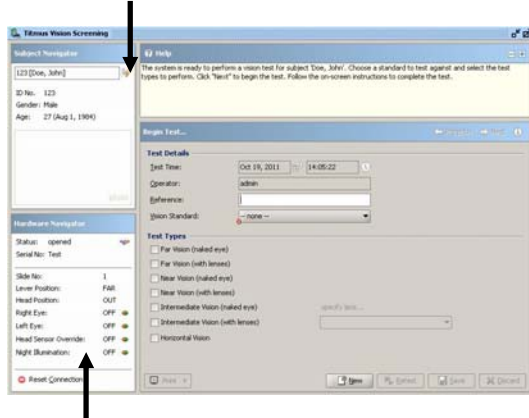 Titmus Vision Screening
Subject Navigator
123 [Doe, John]
ID No. 123
Gender: Male
Age: 27 (Aug 1, 1984)
Hardware Navigator
Status: opened
Serial No: Test
Slide No: 1
Lever Position: FAR
Head Position: OUT
Right Eye: OFF
Left Eye: OFF
Head Sensor Override: OFF
Night Illumination: OFF
Reset Connection
Help
The system is ready to perform a vision test for subject 'Doe, John'. Choose a standard to test against and select the test
types to perform. Click "Next" to begin the test. Follow the on-screen instructions to complete the test.
Begin Test...
Test Details
Test Time: Oct 19, 2011 14:05:22
Operator: admin
Reference:
Vision Standard: -- none --
Test Types
Far Vision (naked eye)
Far Vision (with lenses)
Near Vision (naked eye)
Near Vision (with lenses)
Intermediate Vision (naked eye) specify lens...
Intermediate Vision (with lenses)
Horizontal Vision
Print New Retest Save Discard